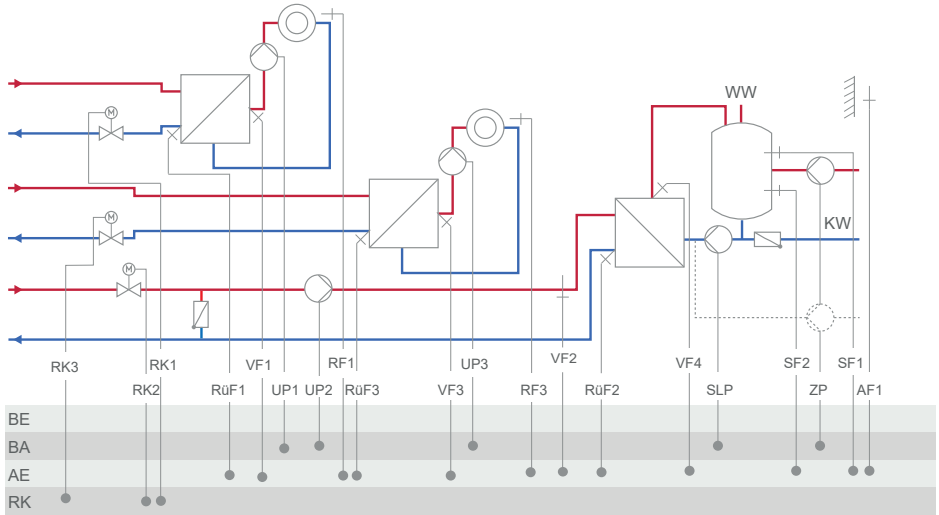 M
WW
M
KW
M
RK3
RK1
VF1
RF1
UP3
VF2
VF4
SF2
SF1
RK2
RüF1
UP1
UP2
RüF3
VF3
RF3
RüF2
SLP
ZP
AF1
BE
BA
AE
RK